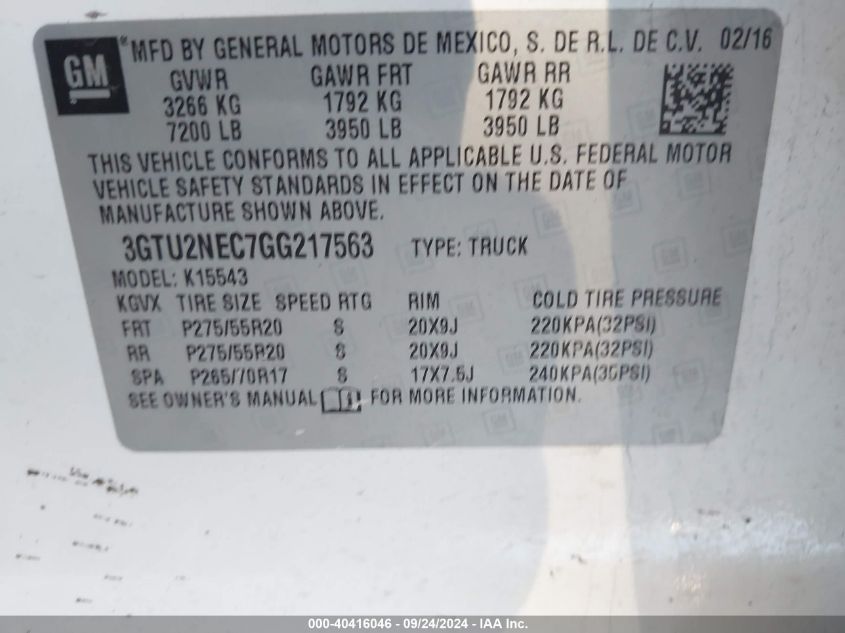 GM
*MFD BY GENERAL MOTORS DE MEXICO, S. DE R.L. DE C.V. 02/16
GVWR GAWR FRT GAWR RR
3266 KG 1792 KG 1792 KG
7200 LB 3950 LB 3950 LB
THIS VEHICLE CONFORMS TO ALL APPLICABLE U.S. FEDERAL MOTOR
VEHICLE SAFETY STANDARDS IN EFFECT ON THE DATE OF
MANUFACTURE SHOWN ABOVE.
3GTU2NEC7GG217563 TYPE: TRUCK
MODEL: K15543
KGVX TIRE SIZE SPEED RTG RIM COLD TIRE PRESSURE
FRT P275/55R20 S 20X9J 220KPA(32PSI)
RR P275/55R20 S 20X9J 220KPA(32PSI)
SPA P265/70R17 S 17X7.5J 240KPA(35PSI)
SEE OWNER'S MANUAL FOR MORE INFORMATION.
000-40416046 - 09/24/2024 - IAA Inc.